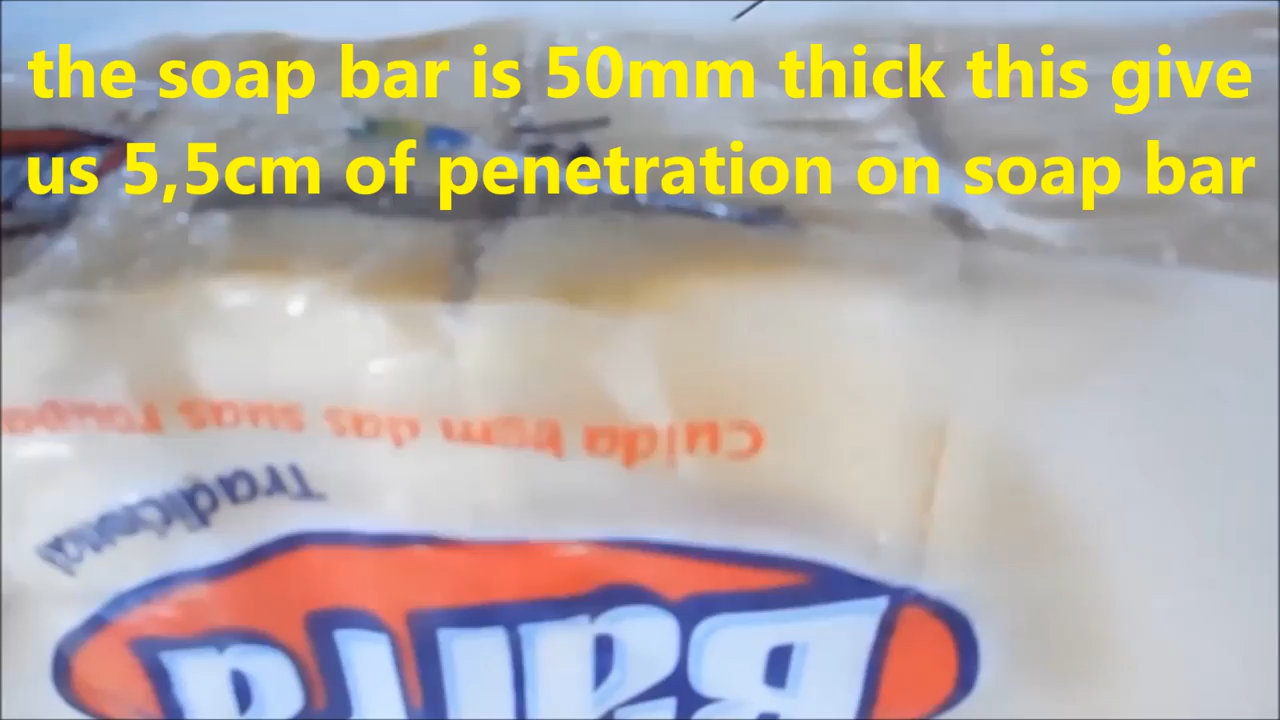 the soap bar is 50mm thick this give
us 5,5cm of penetration on soap bar
Cuida bem das suas roupas
Tradicional
Barra